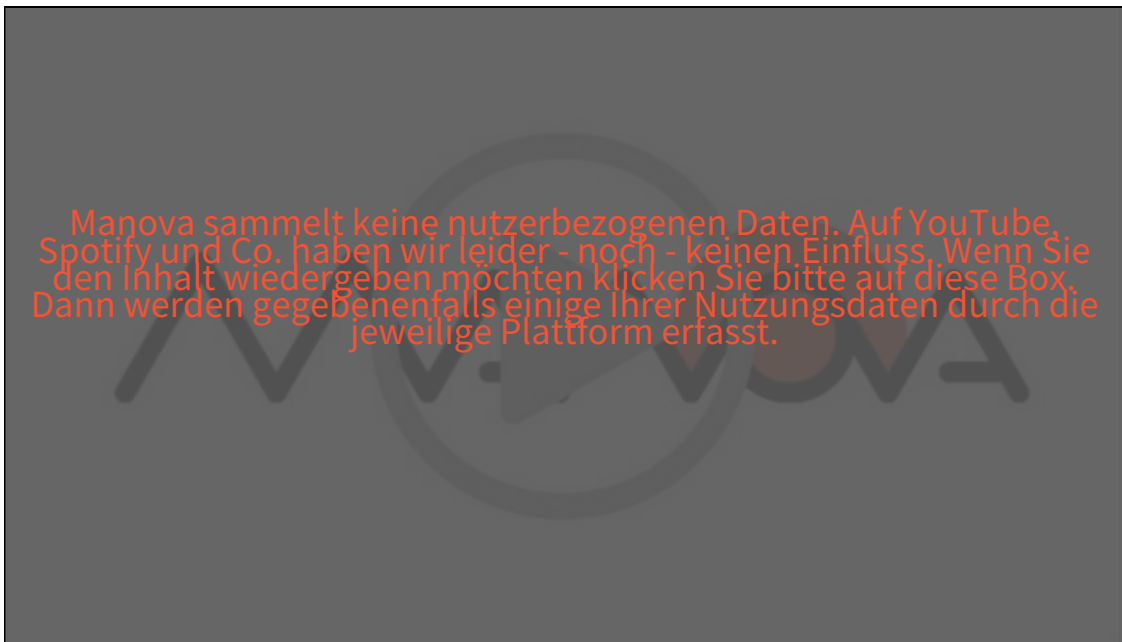 Manova sammelt keine nutzerbezogenen Daten. Auf YouTube,
Spotify und Co. haben wir leider - noch - keinen Einfluss. Wenn Sie
den Inhalt wiedergeben möchten klicken Sie bitte auf diese Box.
Dann werden gegebenenfalls einige Ihrer Nutzungsdaten durch die
jeweilige Plattform erfasst.
MANOVA